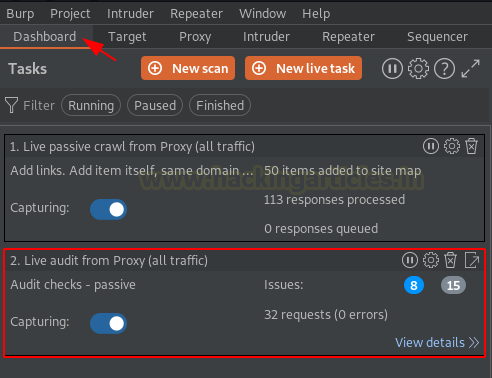 Burp Project Intruder Repeater Window Help
Dashboard Target Proxy Intruder Repeater Sequencer
Tasks New scan New live task
Filter Running Paused Finished
1. Live passive crawl from Proxy (all traffic)
Add links. Add item itself, same domain ... 50 items added to site map
www.hackingarticles.in
113 responses processed
Capturing:
0 responses queued
2. Live audit from Proxy (all traffic)
Audit checks - passive Issues: 8 15
32 requests (0 errors)
Capturing:
View details